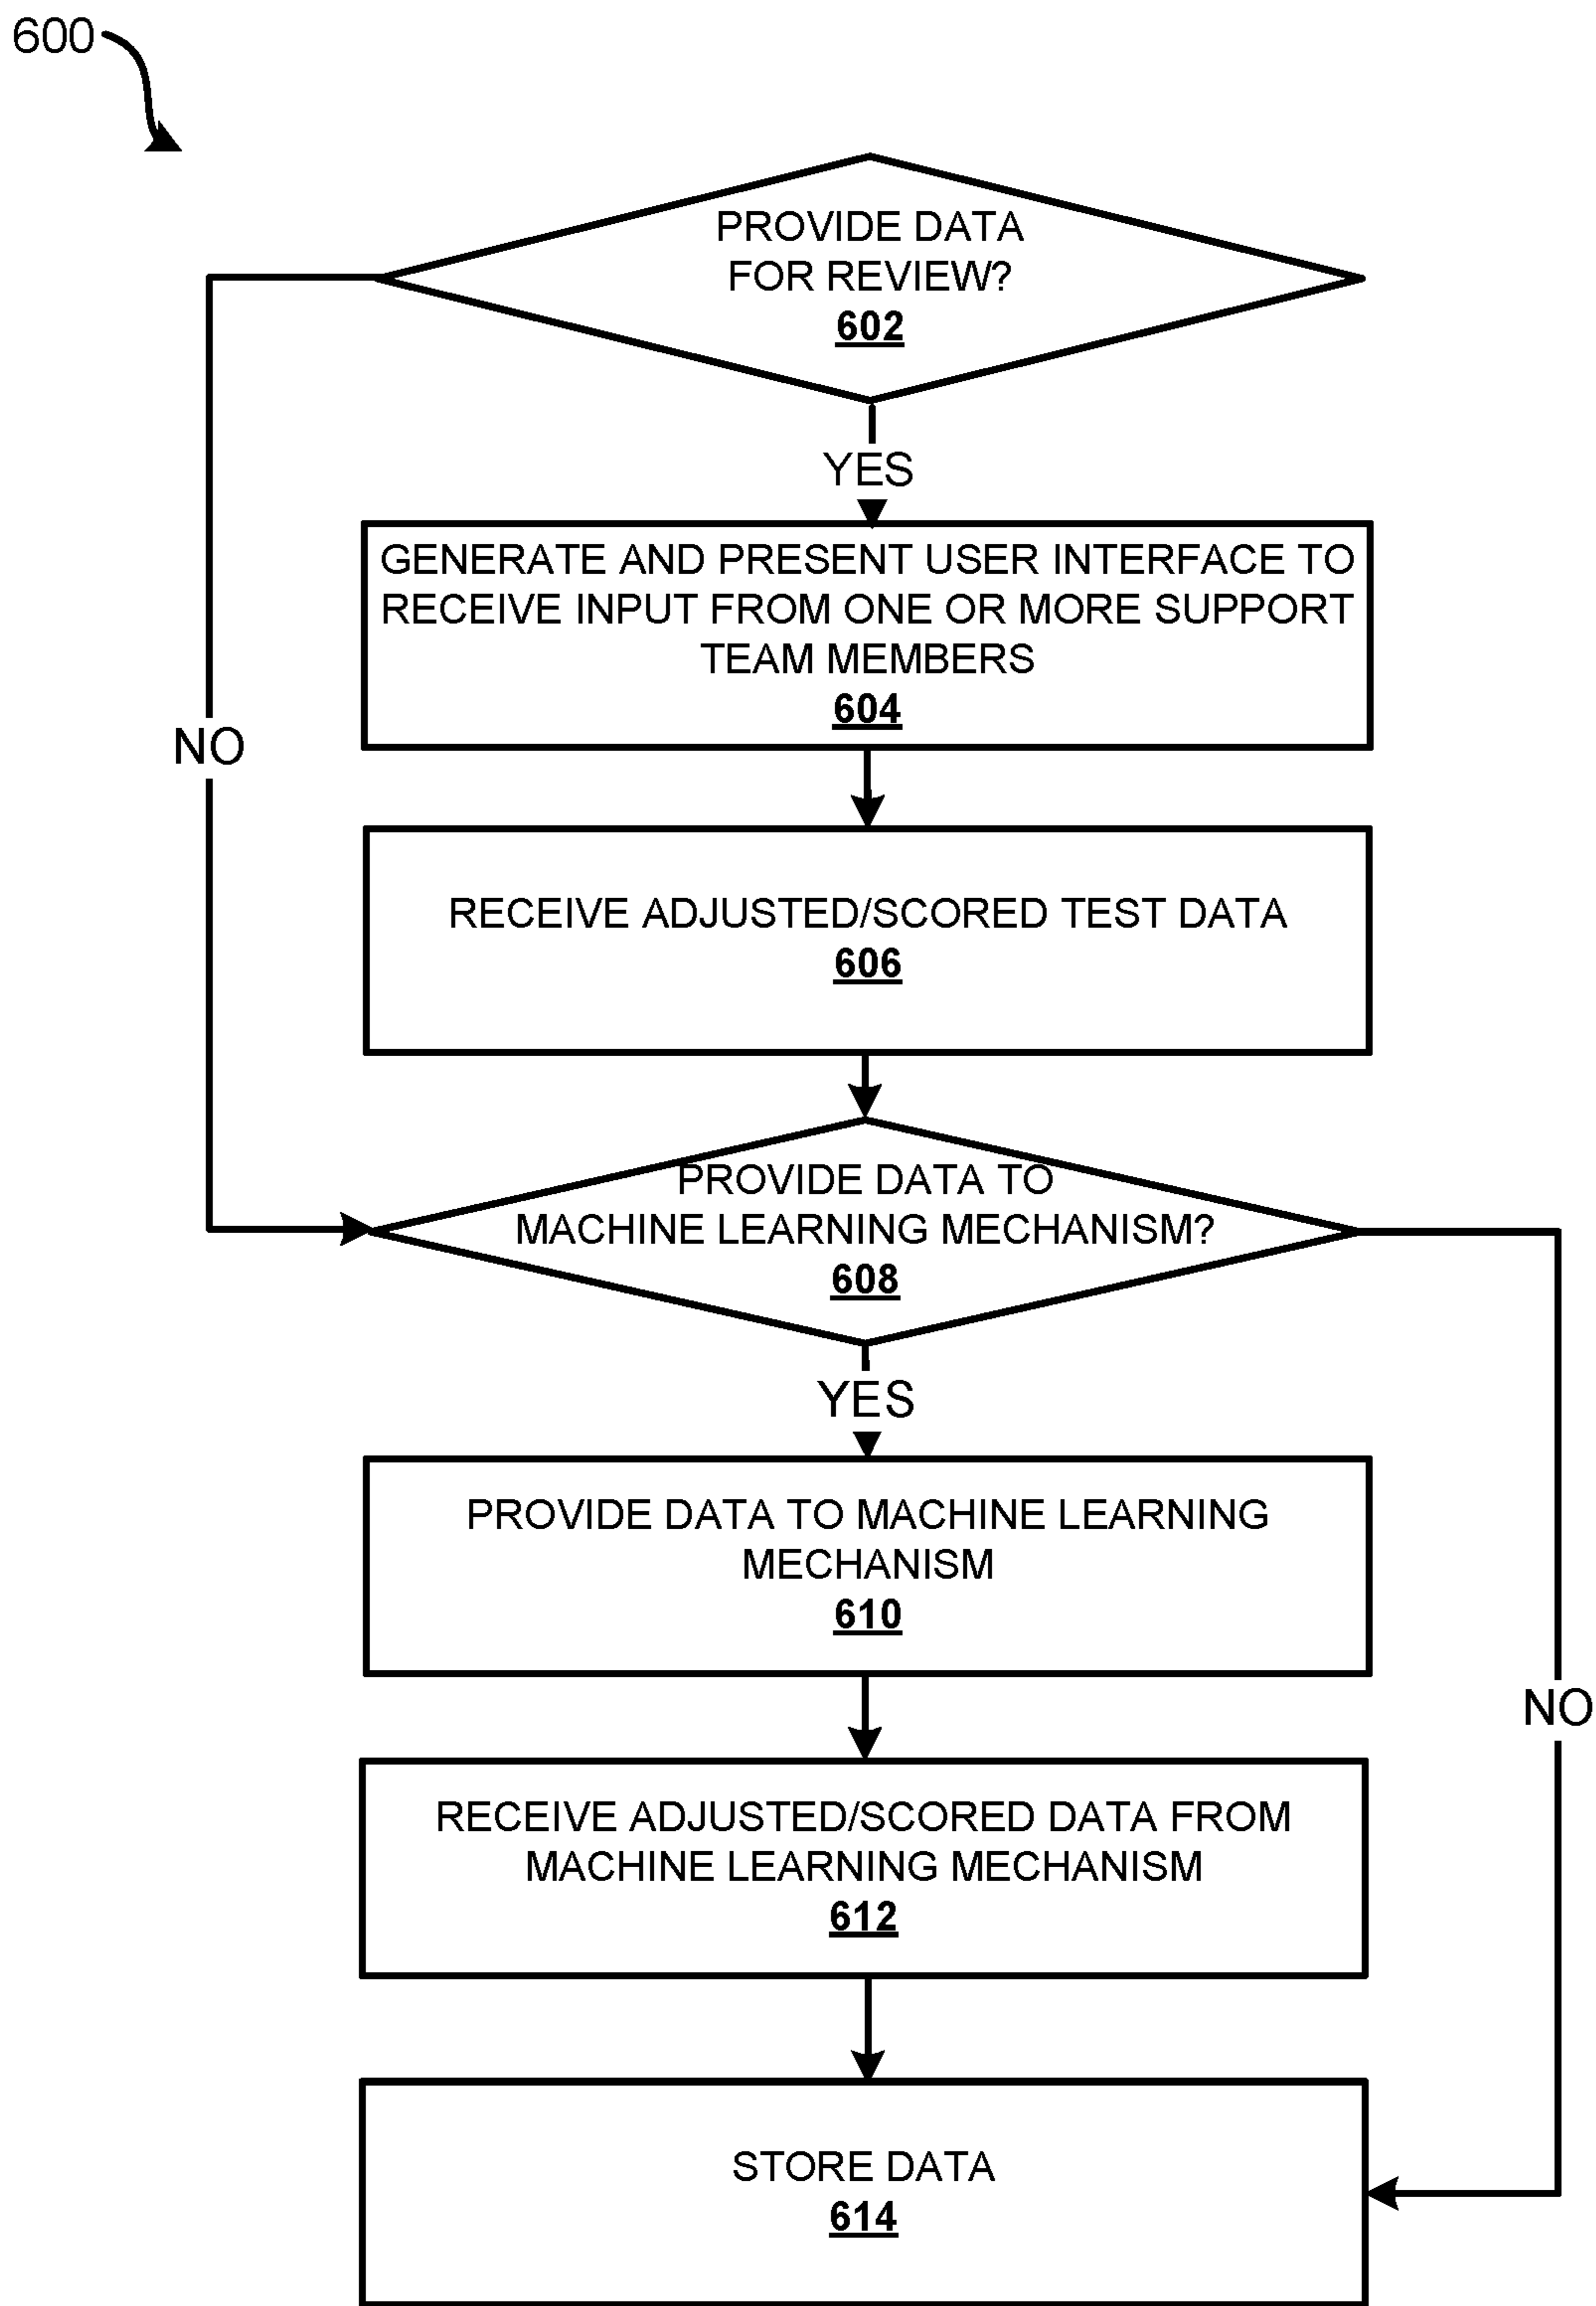 600
PROVIDE DATA
FOR REVIEW?
602
YES
GENERATE AND PRESENT USER INTERFACE TO
RECEIVE INPUT FROM ONE OR MORE SUPPORT
TEAM MEMBERS
604
NO
RECEIVE ADJUSTED/SCORED TEST DATA
606
PROVIDE DATA TO
MACHINE LEARNING MECHANISM?
608
YES
PROVIDE DATA TO MACHINE LEARNING
MECHANISM
610
NO
RECEIVE ADJUSTED/SCORED DATA FROM
MACHINE LEARNING MECHANISM
612
STORE DATA
614